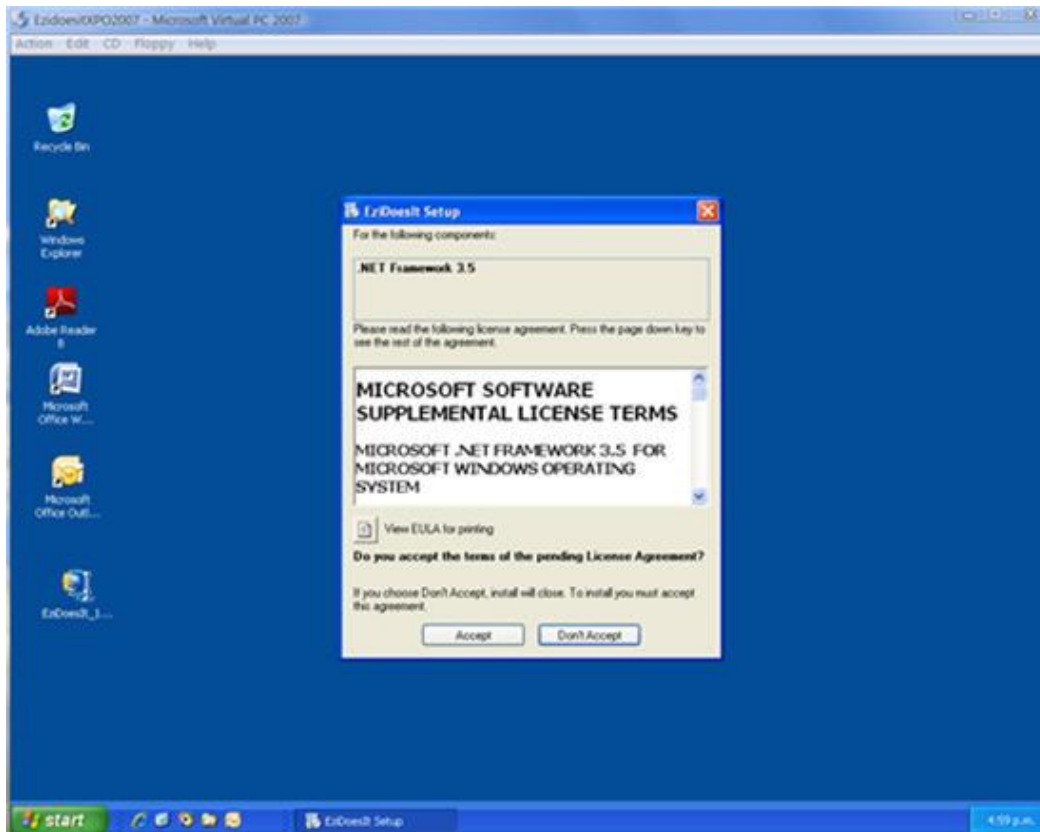 EzidoesitXPO2007 - Microsoft Virtual PC 2007
Action Edit CD Floppy Help
Recycle Bin
Windows
Explorer
Adobe Reader
8
Microsoft
Office W...
Microsoft
Office Outl...
EziDoesIt_1...
EziDoesIt Setup
For the following components:
.NET Framework 3.5
Please read the following license agreement. Press the page down key to
see the rest of the agreement.
MICROSOFT SOFTWARE
SUPPLEMENTAL LICENSE TERMS
MICROSOFT .NET FRAMEWORK 3.5 FOR
MICROSOFT WINDOWS OPERATING
SYSTEM
View EULA for printing
Do you accept the terms of the pending License Agreement?
If you choose Don't Accept, install will close. To install you must accept
this agreement.
Accept Don't Accept
start
EziDoesIt Setup
4:59 p.m.